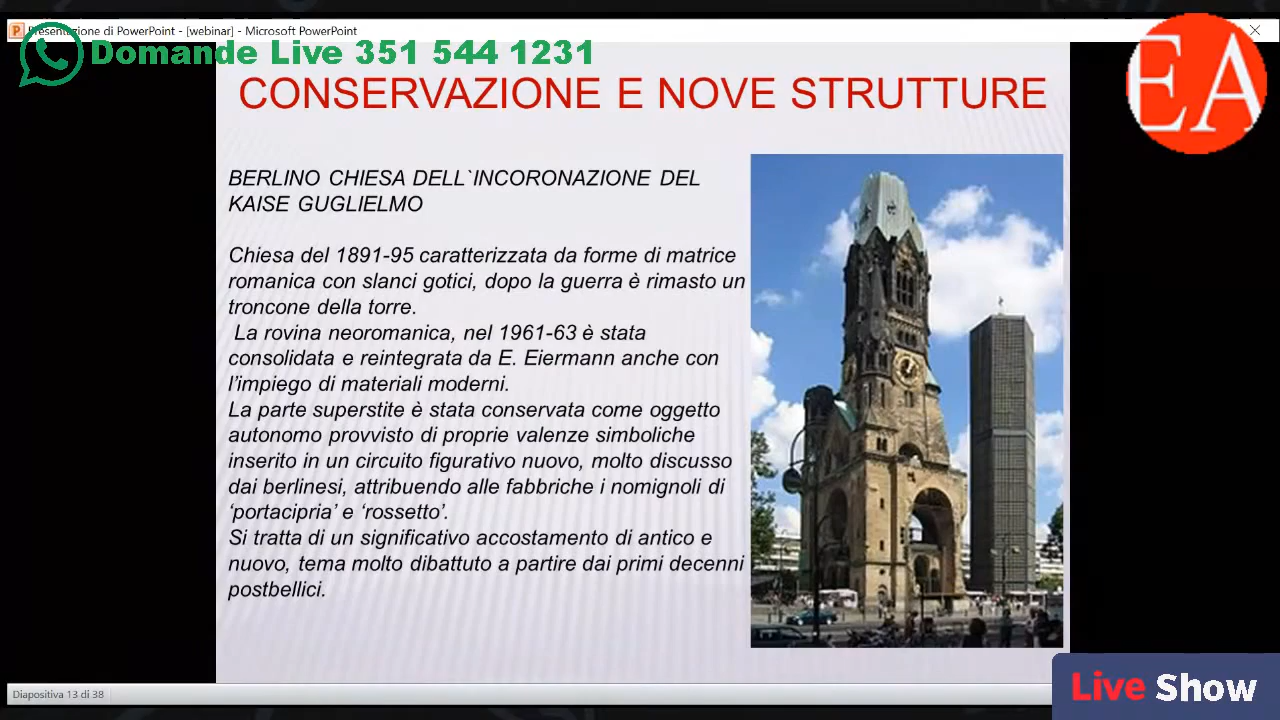 Presentazione di PowerPoint - [webinar] - Microsoft PowerPoint
Domande Live 351 544 1231
EA
CONSERVAZIONE E NOVE STRUTTURE
BERLINO CHIESA DELL`INCORONAZIONE DEL
KAISE GUGLIELMO
Chiesa del 1891-95 caratterizzata da forme di matrice
romanica con slanci gotici, dopo la guerra è rimasto un
troncone della torre.
La rovina neoromanica, nel 1961-63 è stata
consolidata e reintegrata da E. Eiermann anche con
l’impiego di materiali moderni.
La parte superstite è stata conservata come oggetto
autonomo provvisto di proprie valenze simboliche
inserito in un circuito figurativo nuovo, molto discusso
dai berlinesi, attribuendo alle fabbriche i nomignoli di
‘portacipria’ e ‘rossetto’.
Si tratta di un significativo accostamento di antico e
nuovo, tema molto dibattuto a partire dai primi decenni
postbellici.
Diapositiva 13 di 38
Live Show